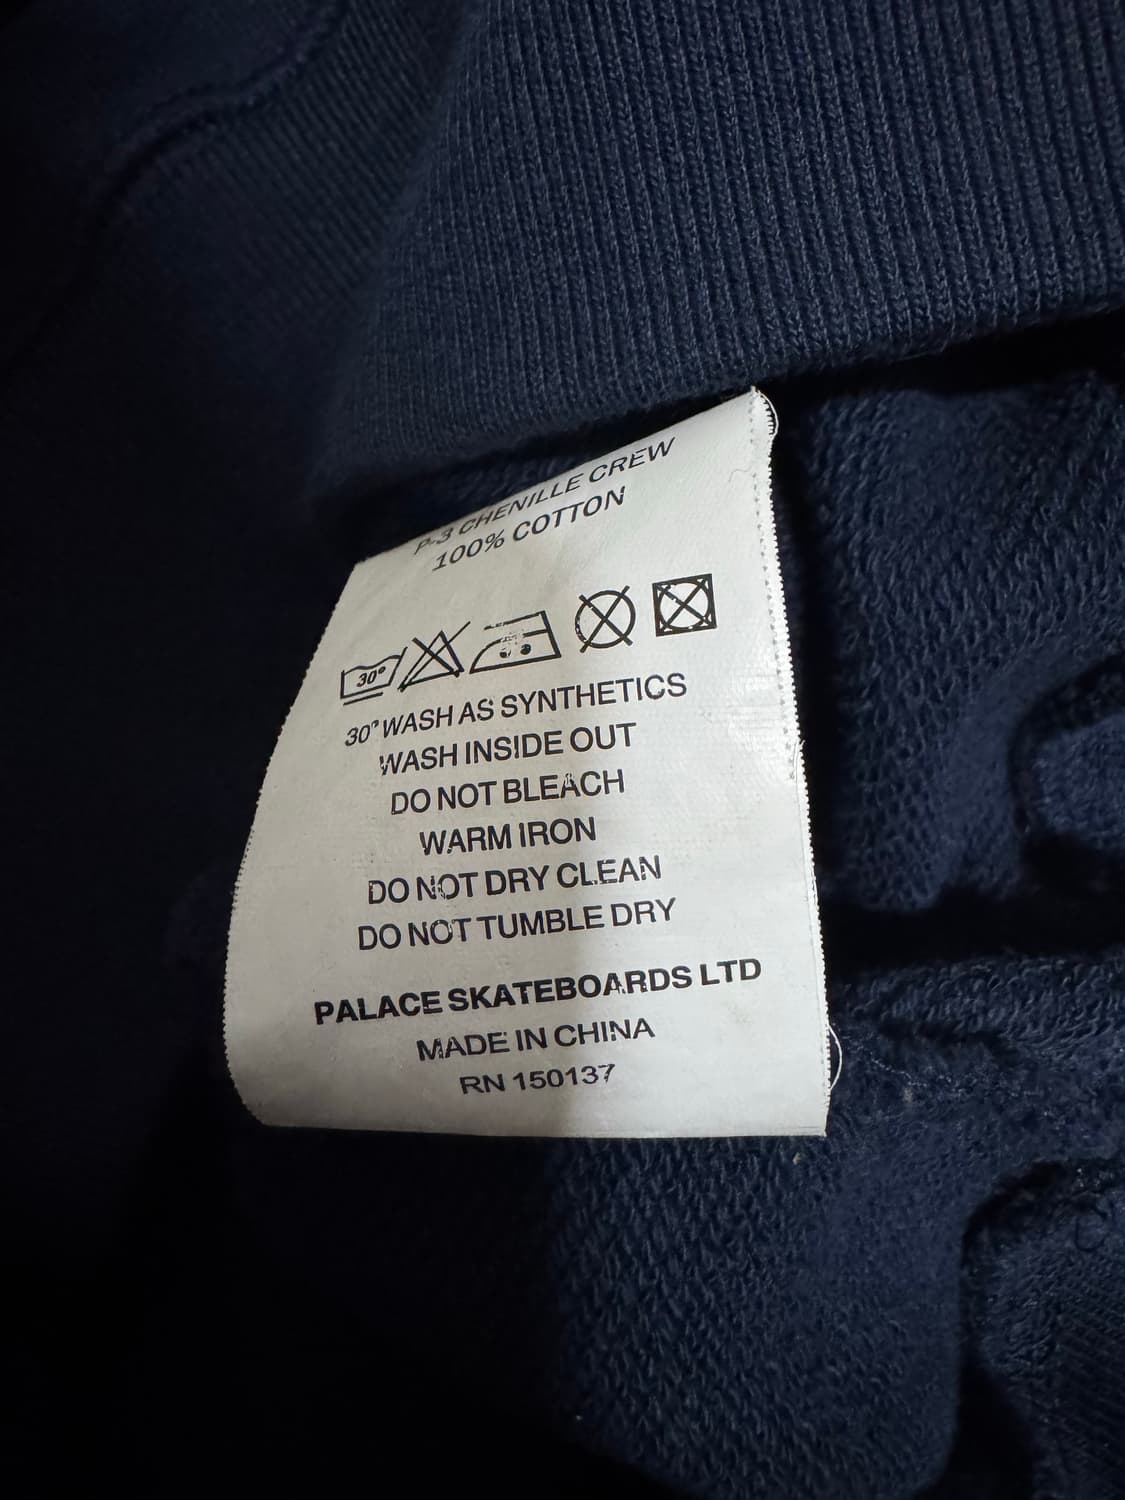 P-3 CHENILLE CREW
100% COTTON
30°
30° WASH AS SYNTHETICS
WASH INSIDE OUT
DO NOT BLEACH
WARM IRON
DO NOT DRY CLEAN
DO NOT TUMBLE DRY
PALACE SKATEBOARDS LTD
MADE IN CHINA
RN 150137